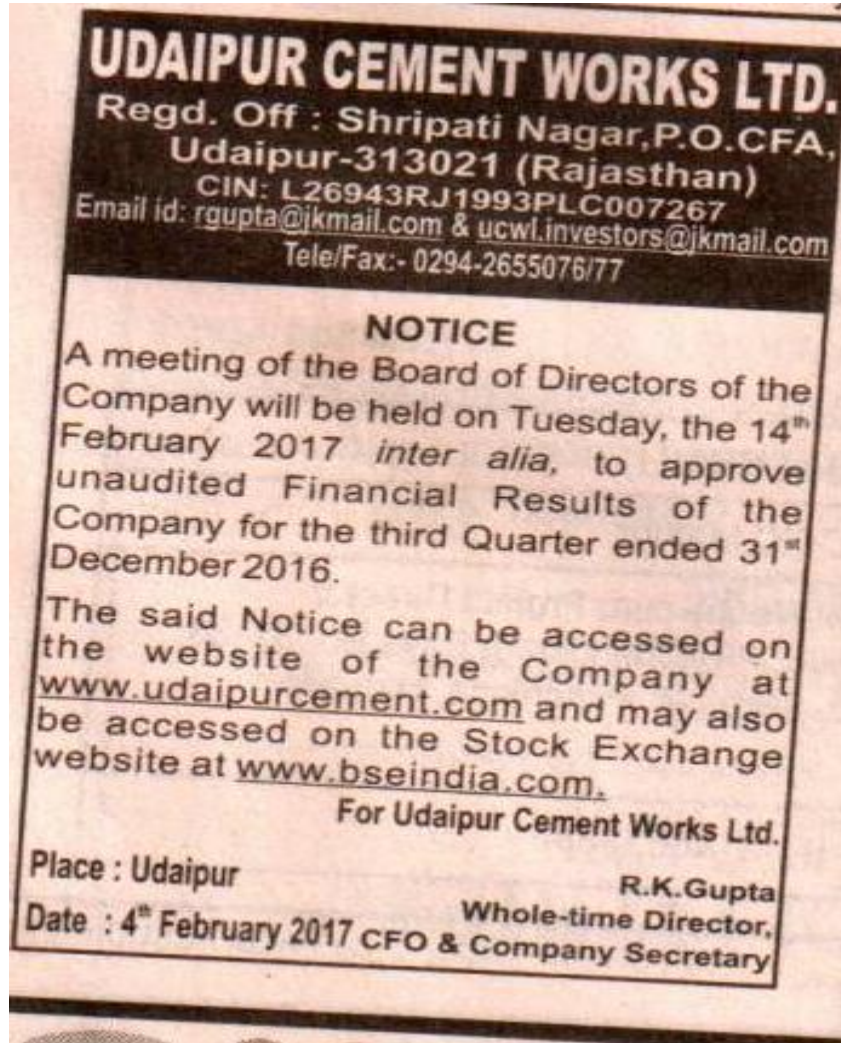 UDAIPUR CEMENT WORKS LTD.
Regd. Off : Shripati Nagar,P.O.CFA,
Udaipur-313021 (Rajasthan)
CIN: L26943RJ1993PLC007267
Email id: rgupta@jkmail.com & ucwl.investors@jkmail.com
Tele/Fax:- 0294-2655076/77
NOTICE
A meeting of the Board of Directors of the
Company will be held on Tuesday, the 14th
February 2017 inter alia, to approve
unaudited Financial Results of the
Company for the third Quarter ended 31st
December 2016.
The said Notice can be accessed on
the website of the Company at
www.udaipurcement.com and may also
be accessed on the Stock Exchange
website at www.bseindia.com.
For Udaipur Cement Works Ltd.
Place : Udaipur
R.K.Gupta
Whole-time Director,
Date : 4th February 2017 CFO & Company Secretary